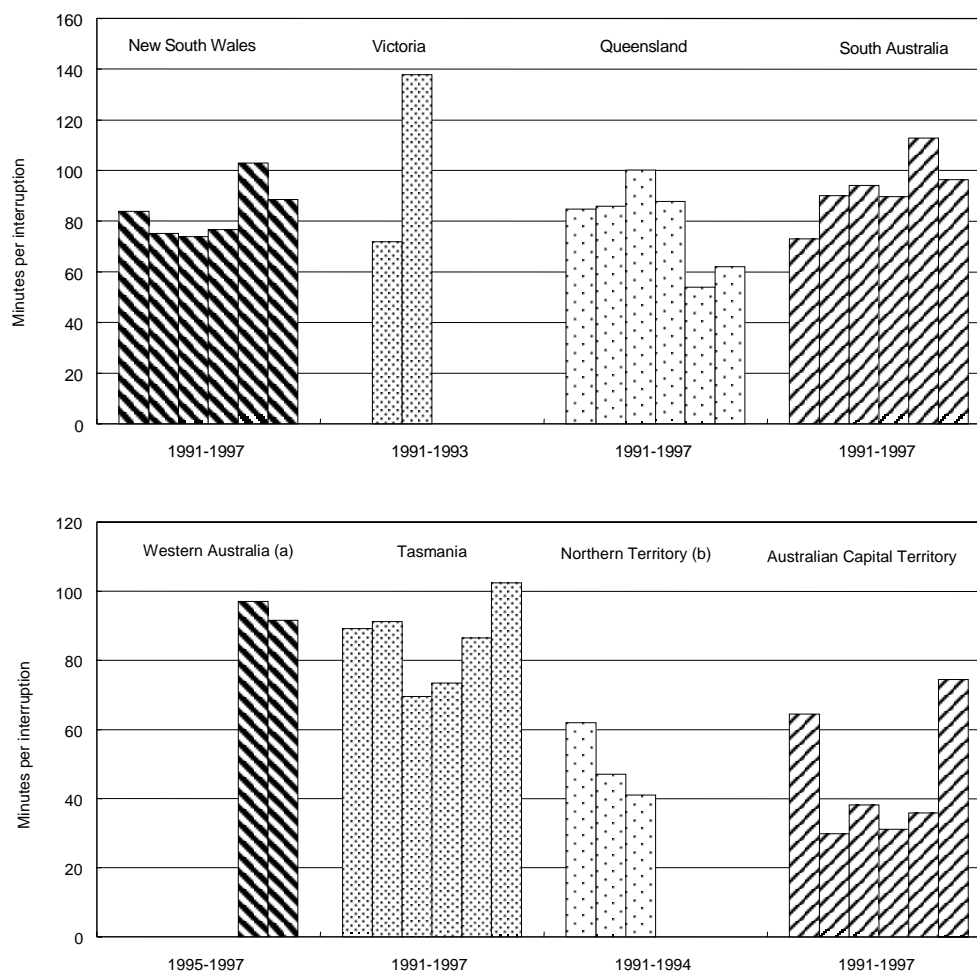 160
New South Wales Victoria Queensland South Australia
140
120
100
80
60
40
20
0
Minutes per interruption
1991-1997 1991-1993 1991-1997 1991-1997
120
Western Australia (a) Tasmania Northern Territory (b) Australian Capital Territory
100
80
60
40
20
0
Minutes per interruption
1995-1997 1991-1997 1991-1994 1991-1997